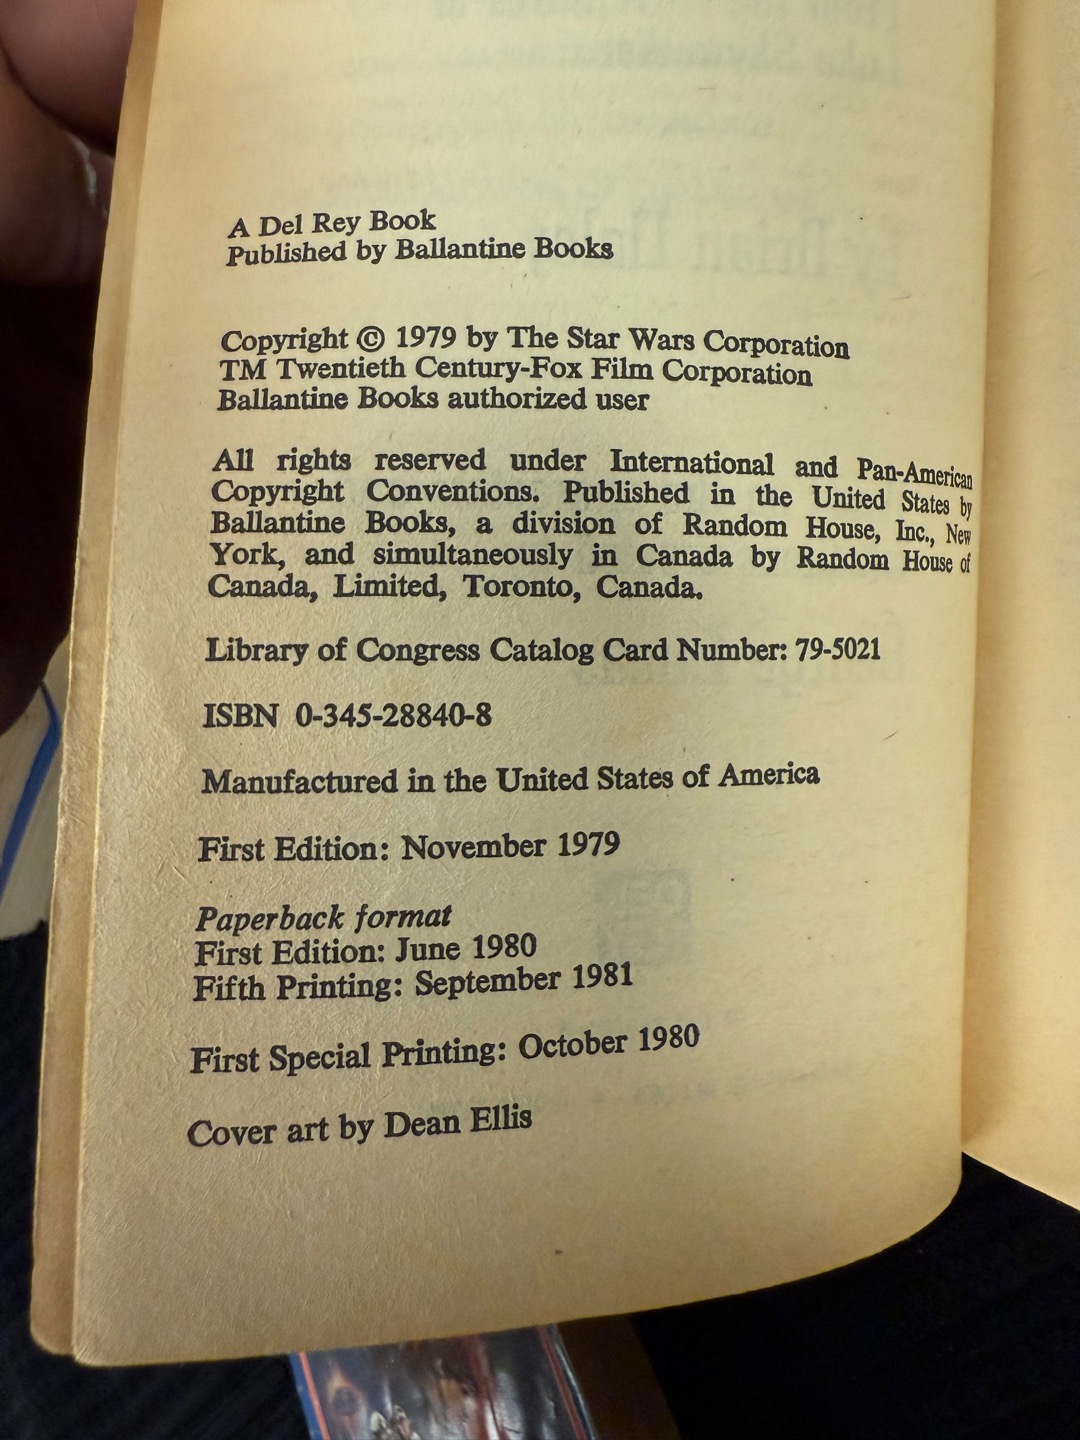 A Del Rey Book
Published by Ballantine Books
Copyright © 1979 by The Star Wars Corporation
TM Twentieth Century-Fox Film Corporation
Ballantine Books authorized user
All rights reserved under International and Pan-American
Copyright Conventions. Published in the United States by
Ballantine Books, a division of Random House, Inc., New
York, and simultaneously in Canada by Random House of
Canada, Limited, Toronto, Canada.
Library of Congress Catalog Card Number: 79-5021
ISBN 0-345-28840-8
Manufactured in the United States of America
First Edition: November 1979
Paperback format
First Edition: June 1980
Fifth Printing: September 1981
First Special Printing: October 1980
Cover art by Dean Ellis